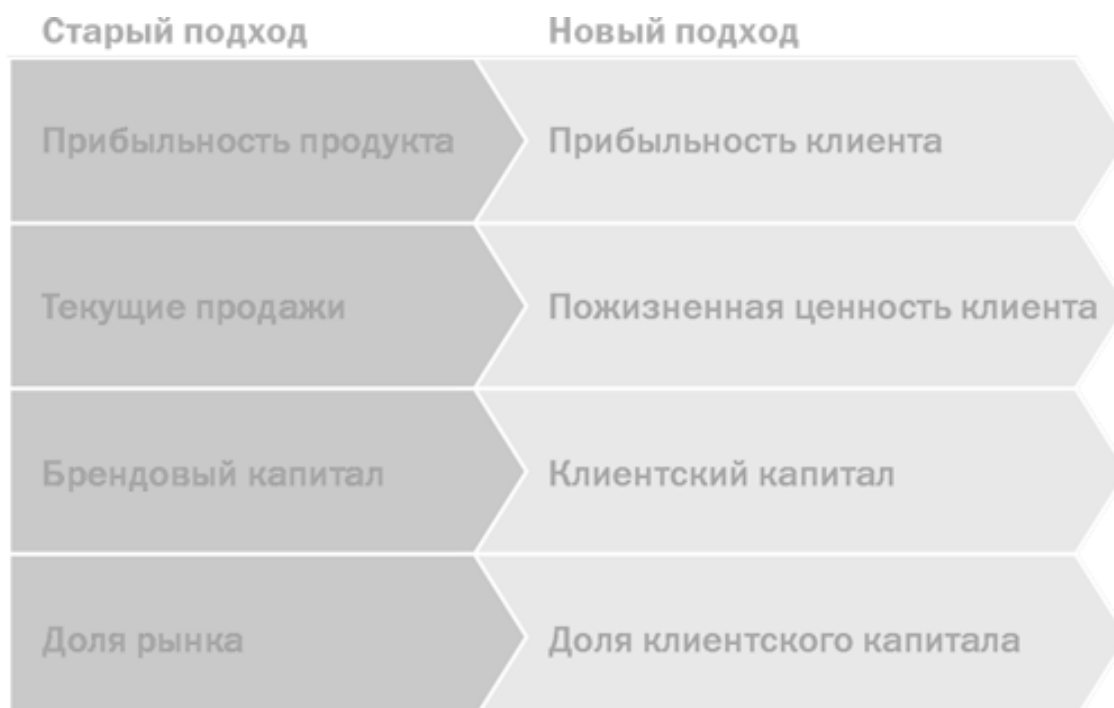 Старый подход Новый подход
Прибыльность продукта Прибыльность клиента
Текущие продажи Пожизненная ценность клиента
Брендовый капитал Клиентский капитал
Доля рынка Доля клиентского капитала